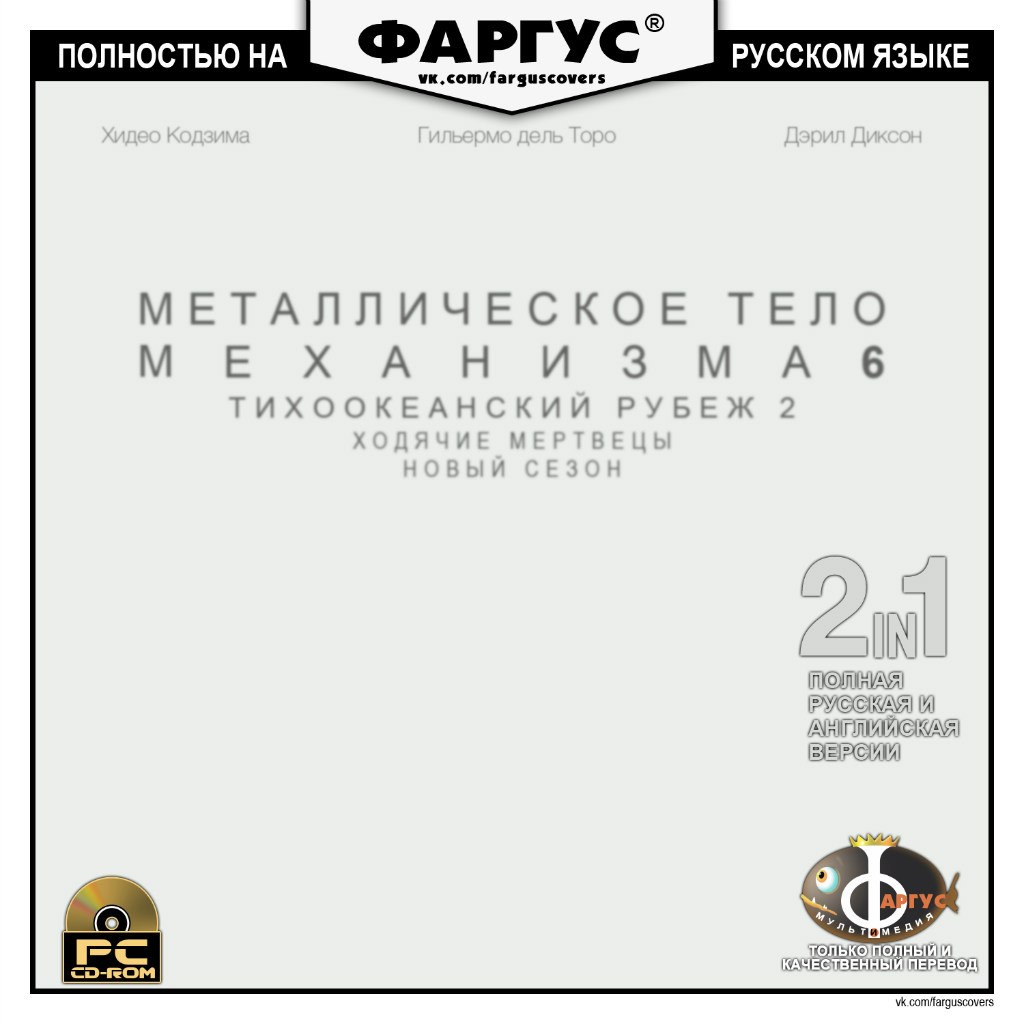 ПОЛНОСТЬЮ НА ФАРГУС® РУССКОМ ЯЗЫКЕ
vk.com/farguscovers
Хидео Кодзима Гильермо дель Торо Дэрил Диксон
МЕТАЛЛИЧЕСКОЕ ТЕЛО
МЕХАНИЗМА 6
ТИХООКЕАНСКИЙ РУБЕЖ 2
ХОДЯЧИЕ МЕРТВЕЦЫ
НОВЫЙ СЕЗОН
2IN1
ПОЛНАЯ
РУССКАЯ И
АНГЛИЙСКАЯ
ВЕРСИИ
ФАРГУС
МУЛЬТИМЕДИЯ
ТОЛЬКО ПОЛНЫЙ И
КАЧЕСТВЕННЫЙ ПЕРЕВОД
PC
CD-ROM
vk.com/farguscovers